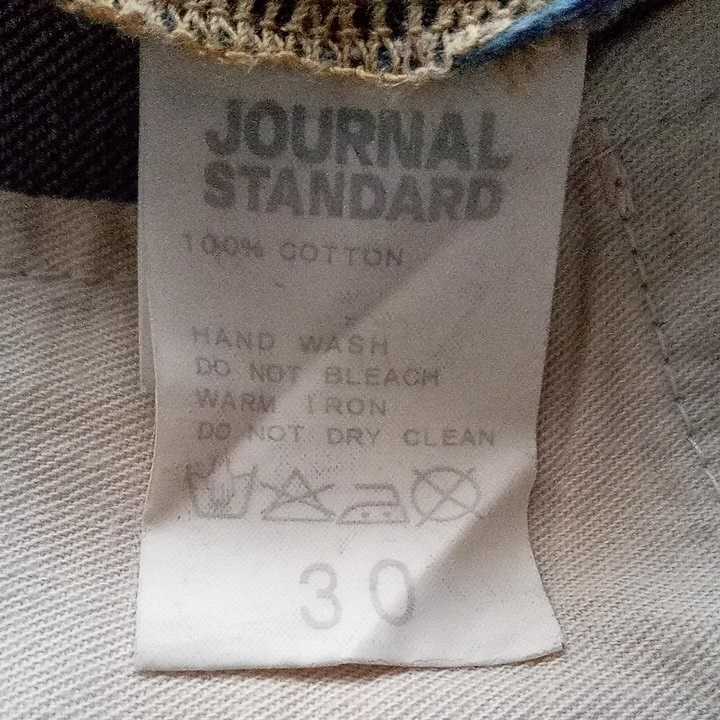 JOURNAL
STANDARD
100% COTTON
HAND WASH
DO NOT BLEACH
WARM IRON
DO NOT DRY CLEAN
30